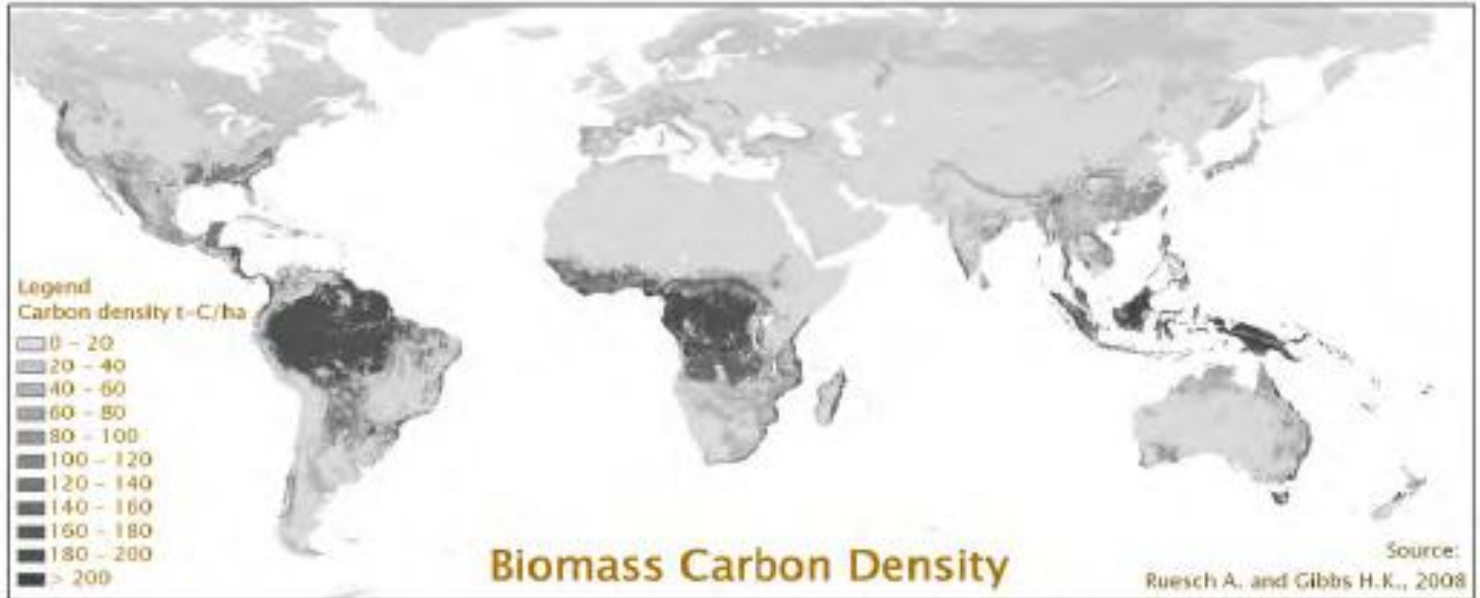 Legend
Carbon density t-C/ha
0 - 20
20 - 40
40 - 60
60 - 80
80 - 100
100 - 120
120 - 140
140 - 160
160 - 180
180 - 200
> 200
Biomass Carbon Density
Source:
Ruesch A. and Gibbs H.K., 2008